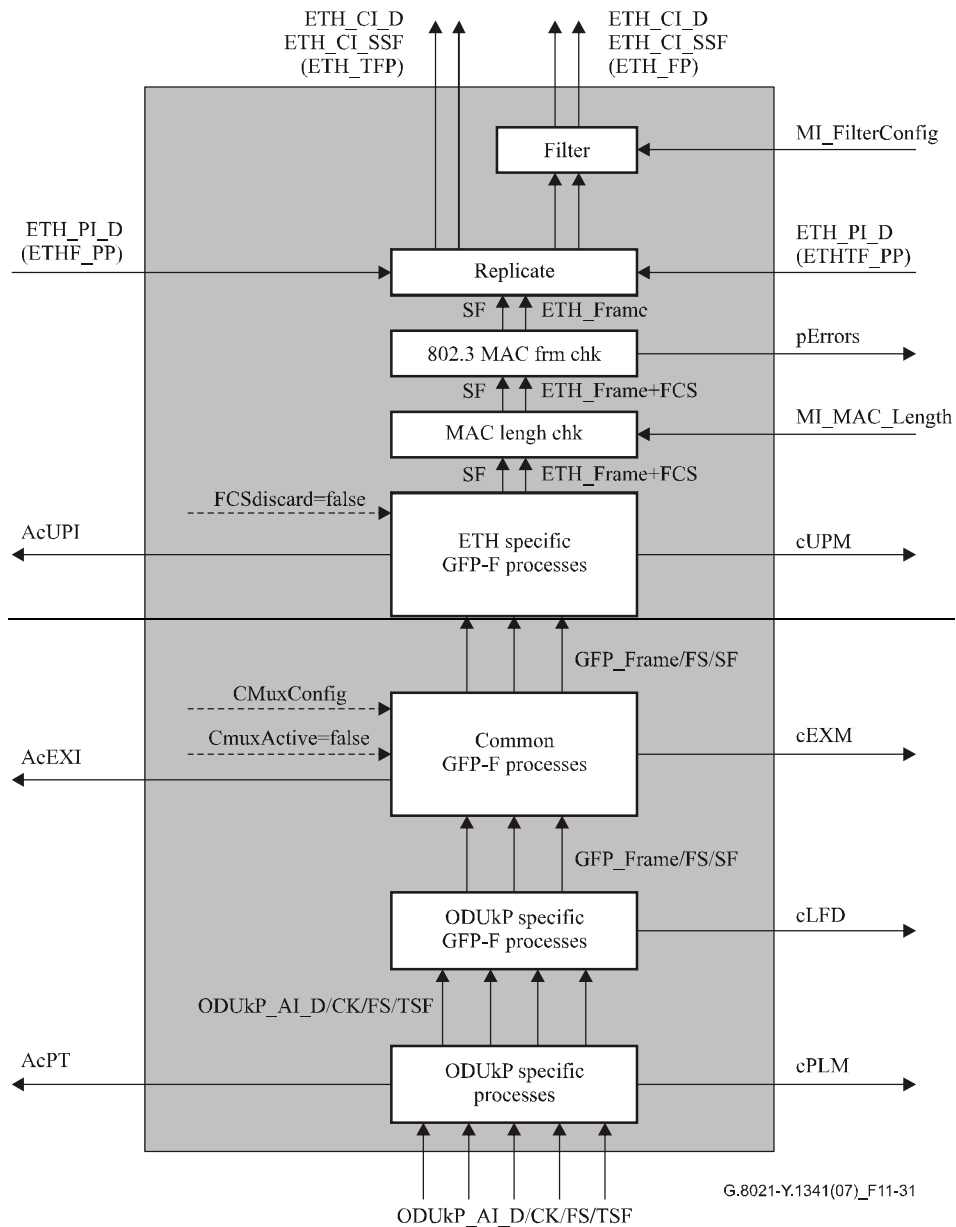 ETH_CI_D
ETH_CI_SSF
(ETH_TFP)
ETH_CI_D
ETH_CI_SSF
(ETH_FP)
Filter
MI_FilterConfig
ETH_PI_D
(ETHF_PP)
Replicate
ETH_PI_D
(ETHTF_PP)
SF
ETH_Frame
802.3 MAC frm chk
pErrors
SF
ETH_Frame+FCS
MAC lengh chk
MI_MAC_Length
SF
ETH_Frame+FCS
FCSdiscard=false
AcUPI
ETH specific
GFP-F processes
cUPM
GFP_Frame/FS/SF
CMuxConfig
CmuxActive=false
AcEXI
Common
GFP-F processes
cEXM
GFP_Frame/FS/SF
ODUkP specific
GFP-F processes
cLFD
ODUkP_AI_D/CK/FS/TSF
AcPT
ODUkP specific
processes
cPLM
G.8021-Y.1341(07)_F11-31
ODUkP_AI_D/CK/FS/TSF